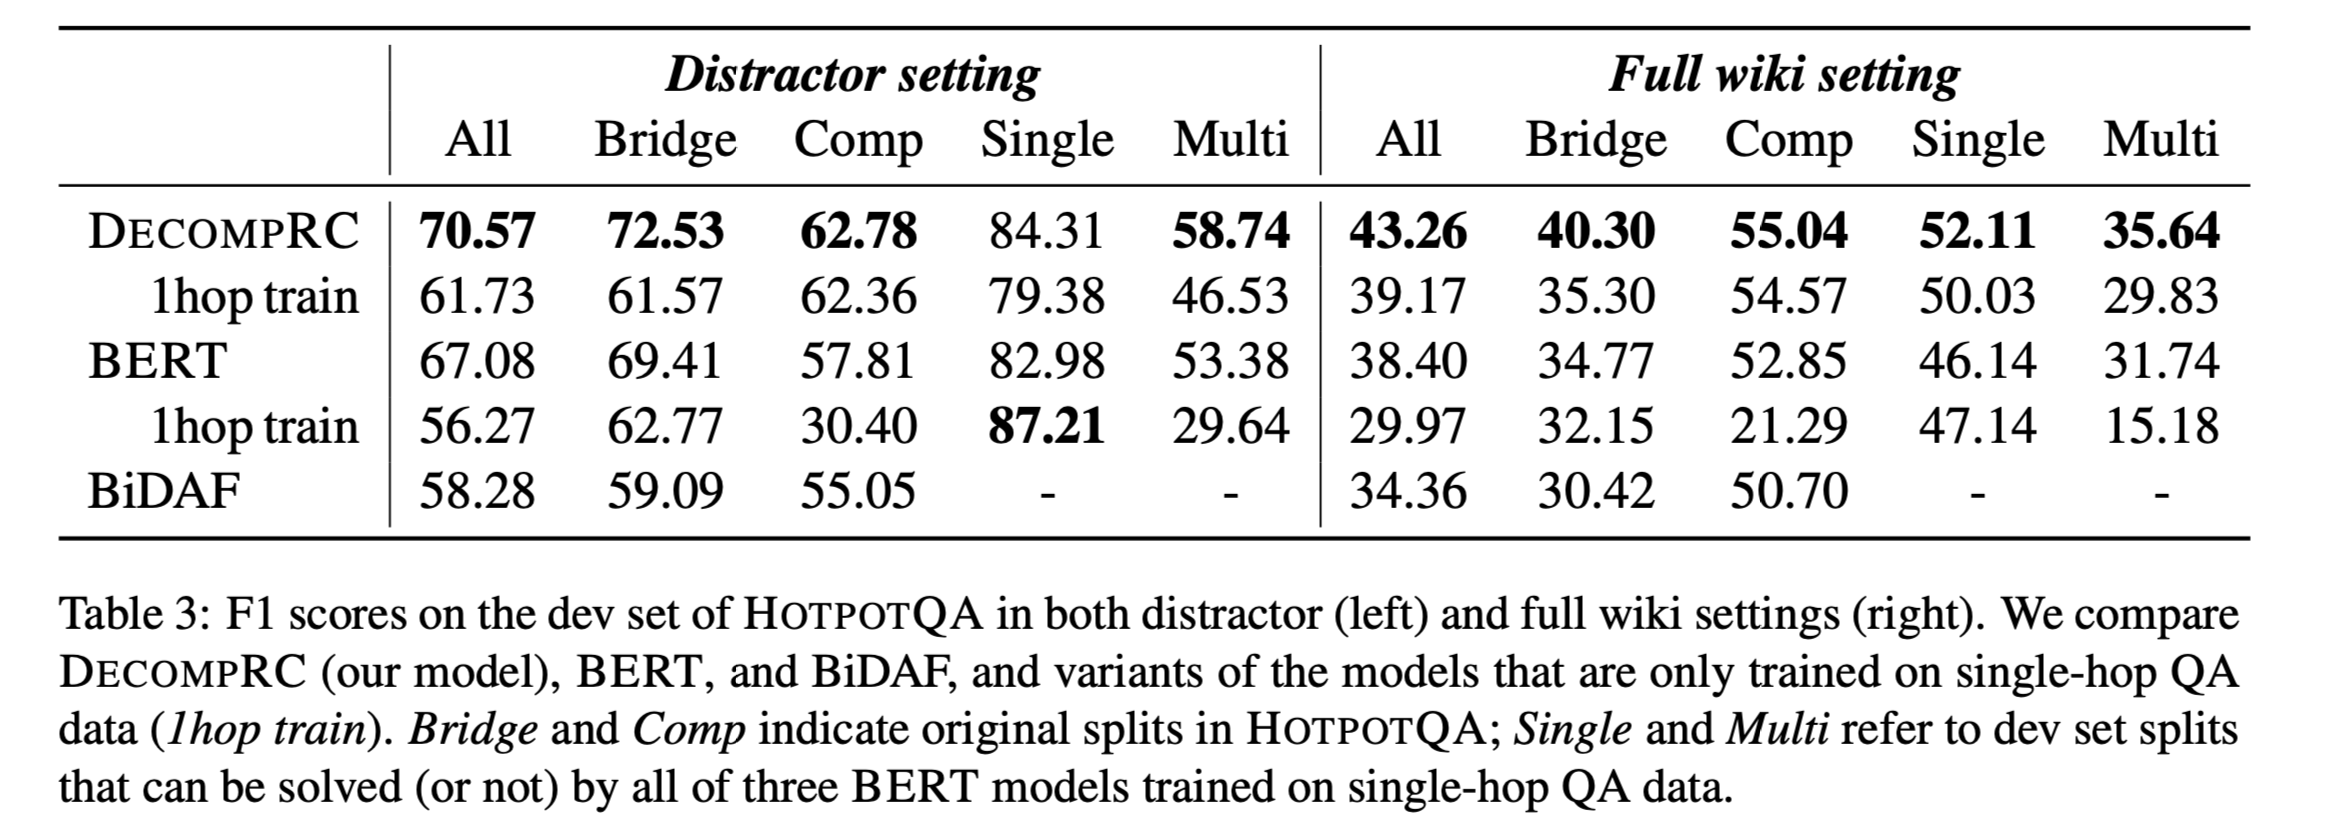 Distractor setting Full wiki setting
All Bridge Comp Single Multi All Bridge Comp Single Multi
DECOMPRC 70.57 72.53 62.78 84.31 58.74 43.26 40.30 55.04 52.11 35.64
1hop train 61.73 61.57 62.36 79.38 46.53 39.17 35.30 54.57 50.03 29.83
BERT 67.08 69.41 57.81 82.98 53.38 38.40 34.77 52.85 46.14 31.74
1hop train 56.27 62.77 30.40 87.21 29.64 29.97 32.15 21.29 47.14 15.18
BiDAF 58.28 59.09 55.05 - - 34.36 30.42 50.70 - -
Table 3: F1 scores on the dev set of HOTPOTQA in both distractor (left) and full wiki settings (right). We compare
DECOMPRC (our model), BERT, and BiDAF, and variants of the models that are only trained on single-hop QA
data (1hop train). Bridge and Comp indicate original splits in HOTPOTQA; Single and Multi refer to dev set splits
that can be solved (or not) by all of three BERT models trained on single-hop QA data.